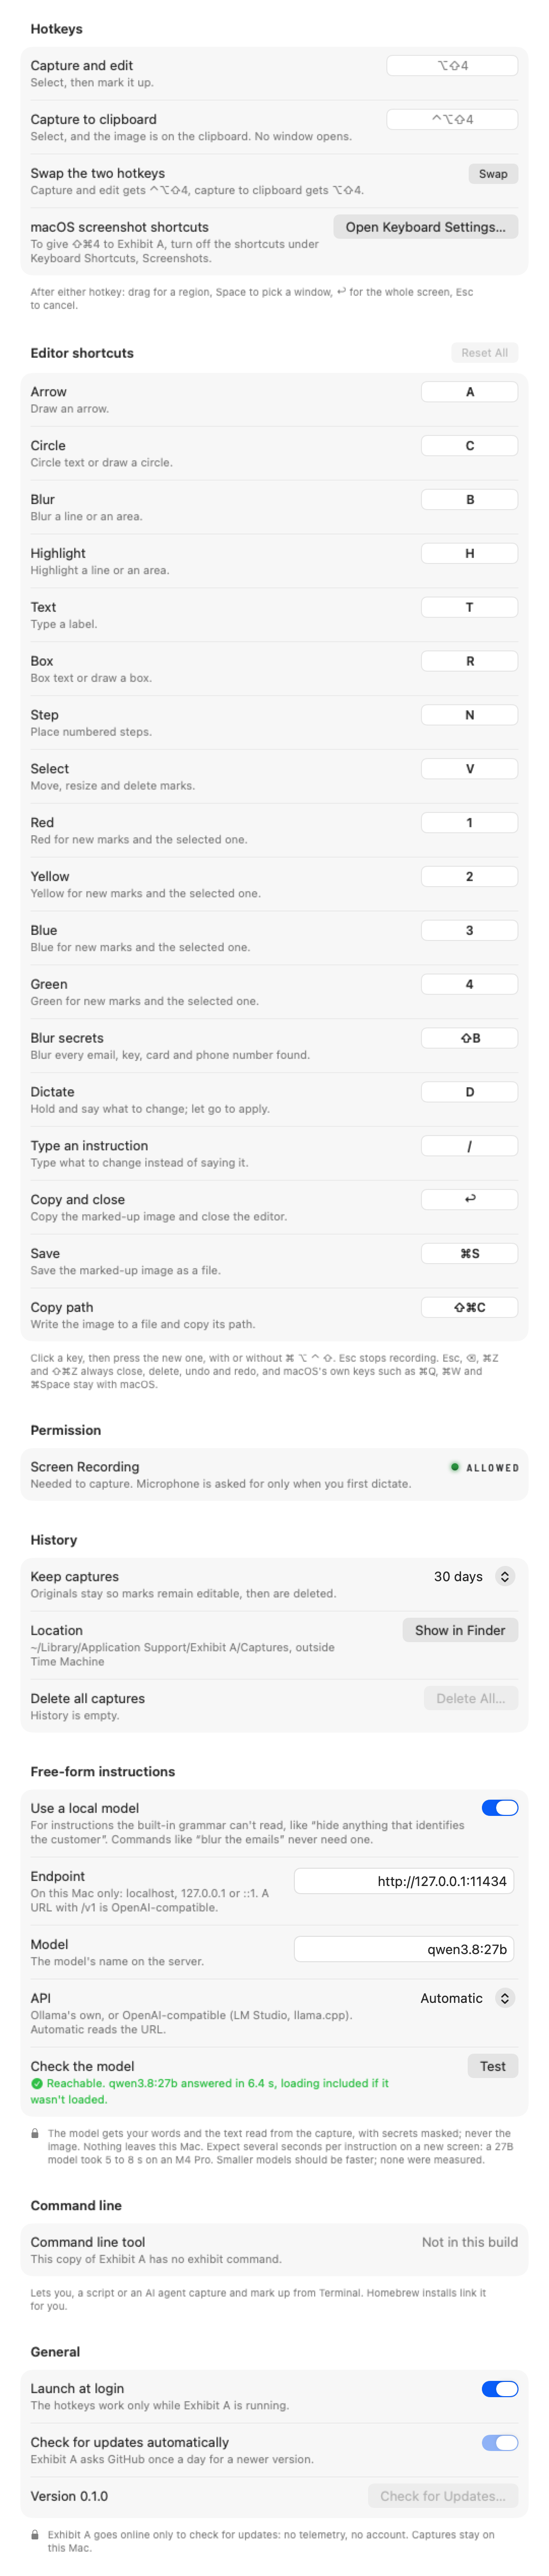 Hotkeys
Capture and edit
⌥⇧4
Select, then mark it up.
Capture to clipboard
^⌥⇧4
Select, and the image is on the clipboard. No window opens.
Swap the two hotkeys
Swap
Capture and edit gets ^⌥⇧4, capture to clipboard gets ⌥⇧4.
macOS screenshot shortcuts
Open Keyboard Settings...
To give ⇧⌘4 to Exhibit A, turn off the shortcuts under
Keyboard Shortcuts, Screenshots.
After either hotkey: drag for a region, Space to pick a window, ↩ for the whole screen, Esc
to cancel.
Editor shortcuts
Reset All
Arrow
A
Draw an arrow.
Circle
C
Circle text or draw a circle.
Blur
B
Blur a line or an area.
Highlight
H
Highlight a line or an area.
Text
T
Type a label.
Box
R
Box text or draw a box.
Step
N
Place numbered steps.
Select
V
Move, resize and delete marks.
Red
1
Red for new marks and the selected one.
Yellow
2
Yellow for new marks and the selected one.
Blue
3
Blue for new marks and the selected one.
Green
4
Green for new marks and the selected one.
Blur secrets
⇧B
Blur every email, key, card and phone number found.
Dictate
D
Hold and say what to change; let go to apply.
Type an instruction
/
Type what to change instead of saying it.
Copy and close
↩
Copy the marked-up image and close the editor.
Save
⌘S
Save the marked-up image as a file.
Copy path
⇧⌘C
Write the image to a file and copy its path.
Click a key, then press the new one, with or without ⌘ ⌥ ^ ⇧. Esc stops recording. Esc, ⌫, ⌘Z
and ⇧⌘Z always close, delete, undo and redo, and macOS's own keys such as ⌘Q, ⌘W and
⌘Space stay with macOS.
Permission
Screen Recording
ALLOWED
Needed to capture. Microphone is asked for only when you first dictate.
History
Keep captures
30 days
Originals stay so marks remain editable, then are deleted.
Location
Show in Finder
~/Library/Application Support/Exhibit A/Captures, outside
Time Machine
Delete all captures
Delete All...
History is empty.
Free-form instructions
Use a local model
For instructions the built-in grammar can't read, like "hide anything that identifies
the customer". Commands like "blur the emails" never need one.
Endpoint
http://127.0.0.1:11434
On this Mac only: localhost, 127.0.0.1 or ::1. A
URL with /v1 is OpenAI-compatible.
Model
qwen3.8:27b
The model's name on the server.
API
Automatic
Ollama's own, or OpenAI-compatible (LM Studio, llama.cpp).
Automatic reads the URL.
Check the model
Test
Reachable. qwen3.8:27b answered in 6.4 s, loading included if it
wasn't loaded.
The model gets your words and the text read from the capture, with secrets masked; never the
image. Nothing leaves this Mac. Expect several seconds per instruction on a new screen: a 27B
model took 5 to 8 s on an M4 Pro. Smaller models should be faster; none were measured.
Command line
Command line tool
Not in this build
This copy of Exhibit A has no exhibit command.
Lets you, a script or an AI agent capture and mark up from Terminal. Homebrew installs link it
for you.
General
Launch at login
The hotkeys work only while Exhibit A is running.
Check for updates automatically
Exhibit A asks GitHub once a day for a newer version.
Version 0.1.0
Check for Updates...
Exhibit A goes online only to check for updates: no telemetry, no account. Captures stay on
this Mac.